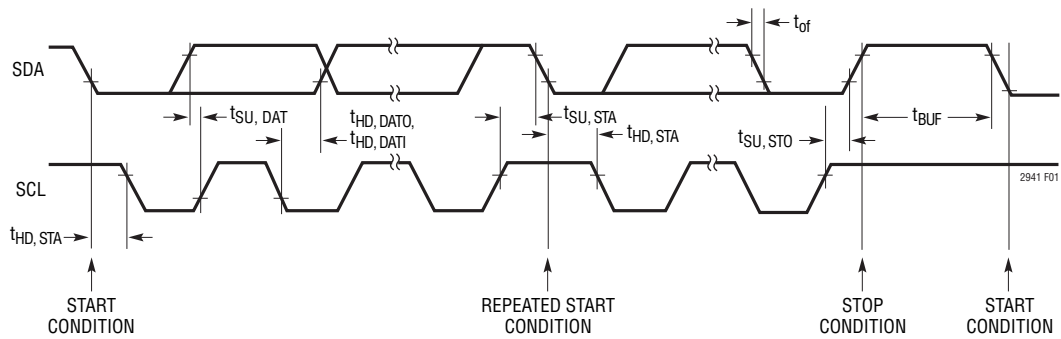 tof
SDA
tSU, DAT
tHD, DATO,
tHD, DATI
tSU, STA
tHD, STA
tSU, STO
tBUF
SCL
2941 F01
tHD, STA
START
CONDITION
REPEATED START
CONDITION
STOP
CONDITION
START
CONDITION